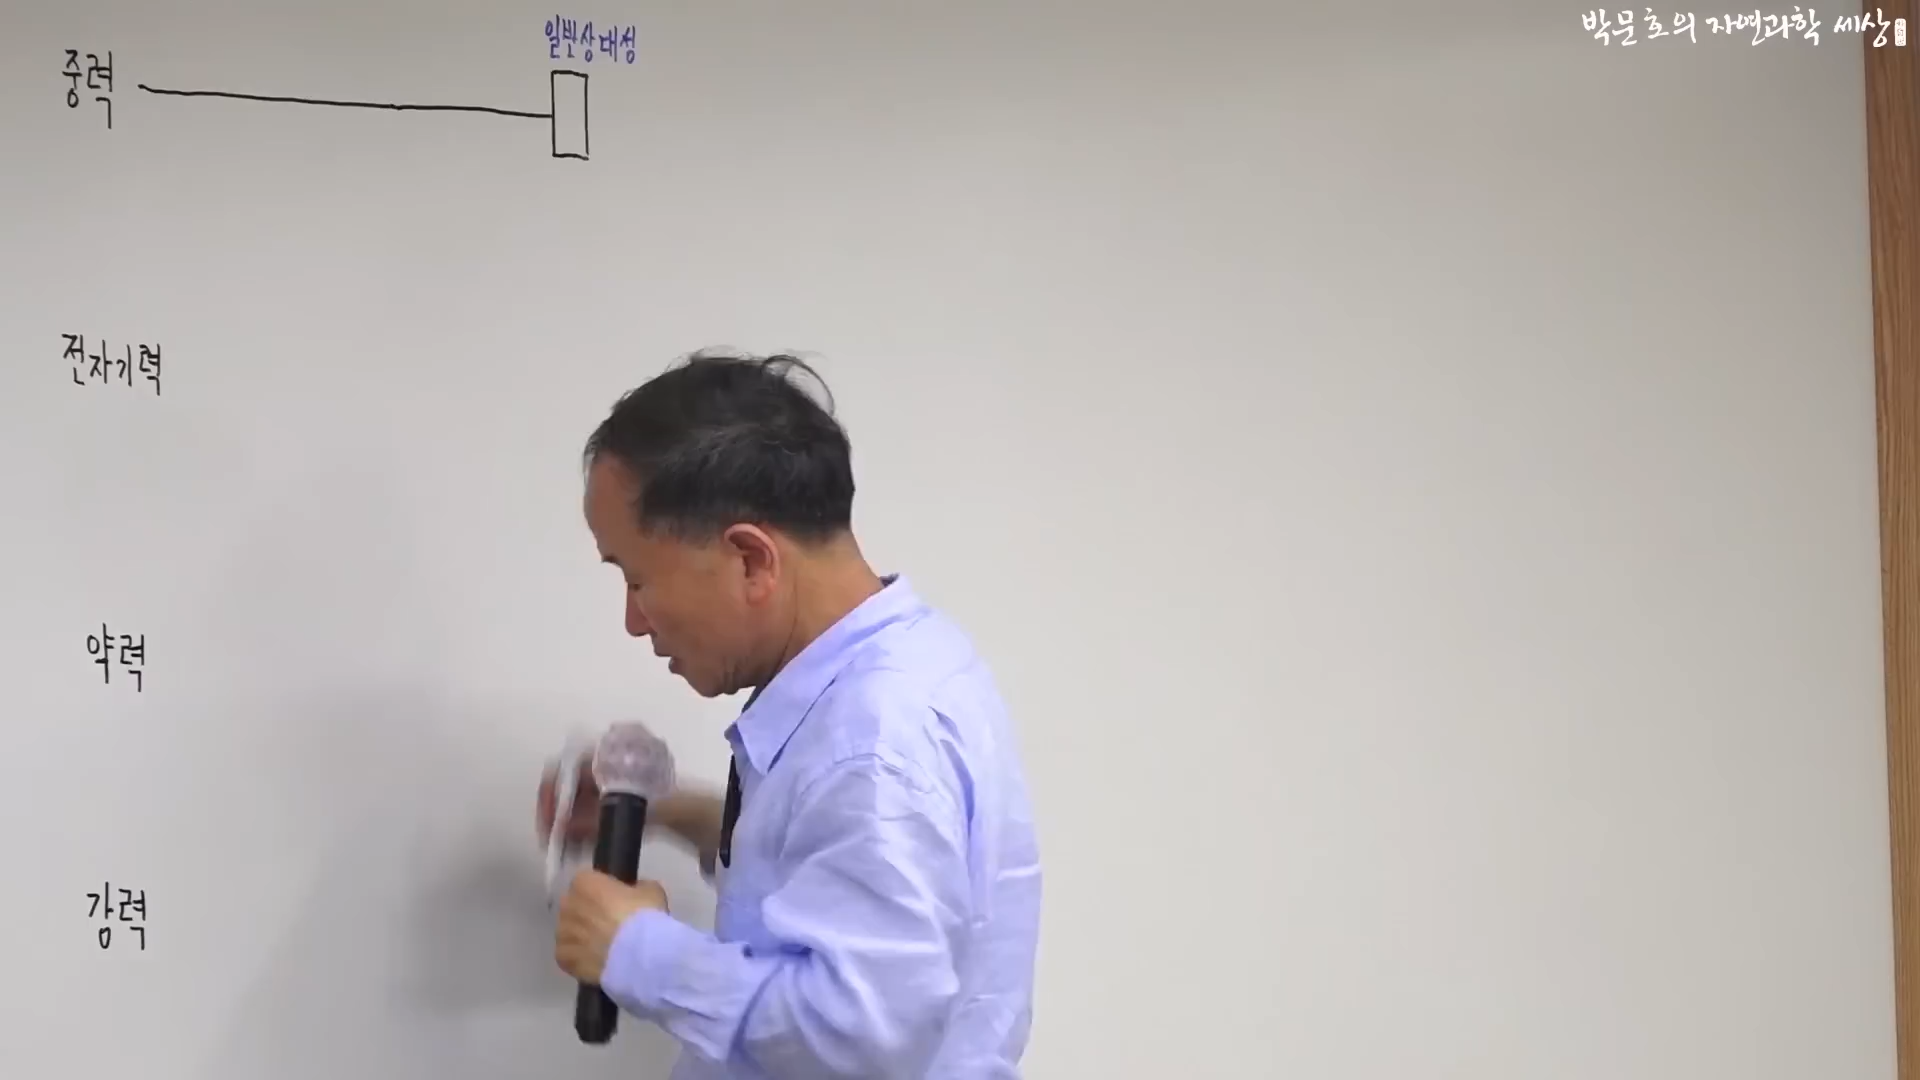 박문호의 자연과학 세상
일반상대성
중력
전자기력
약력
강력